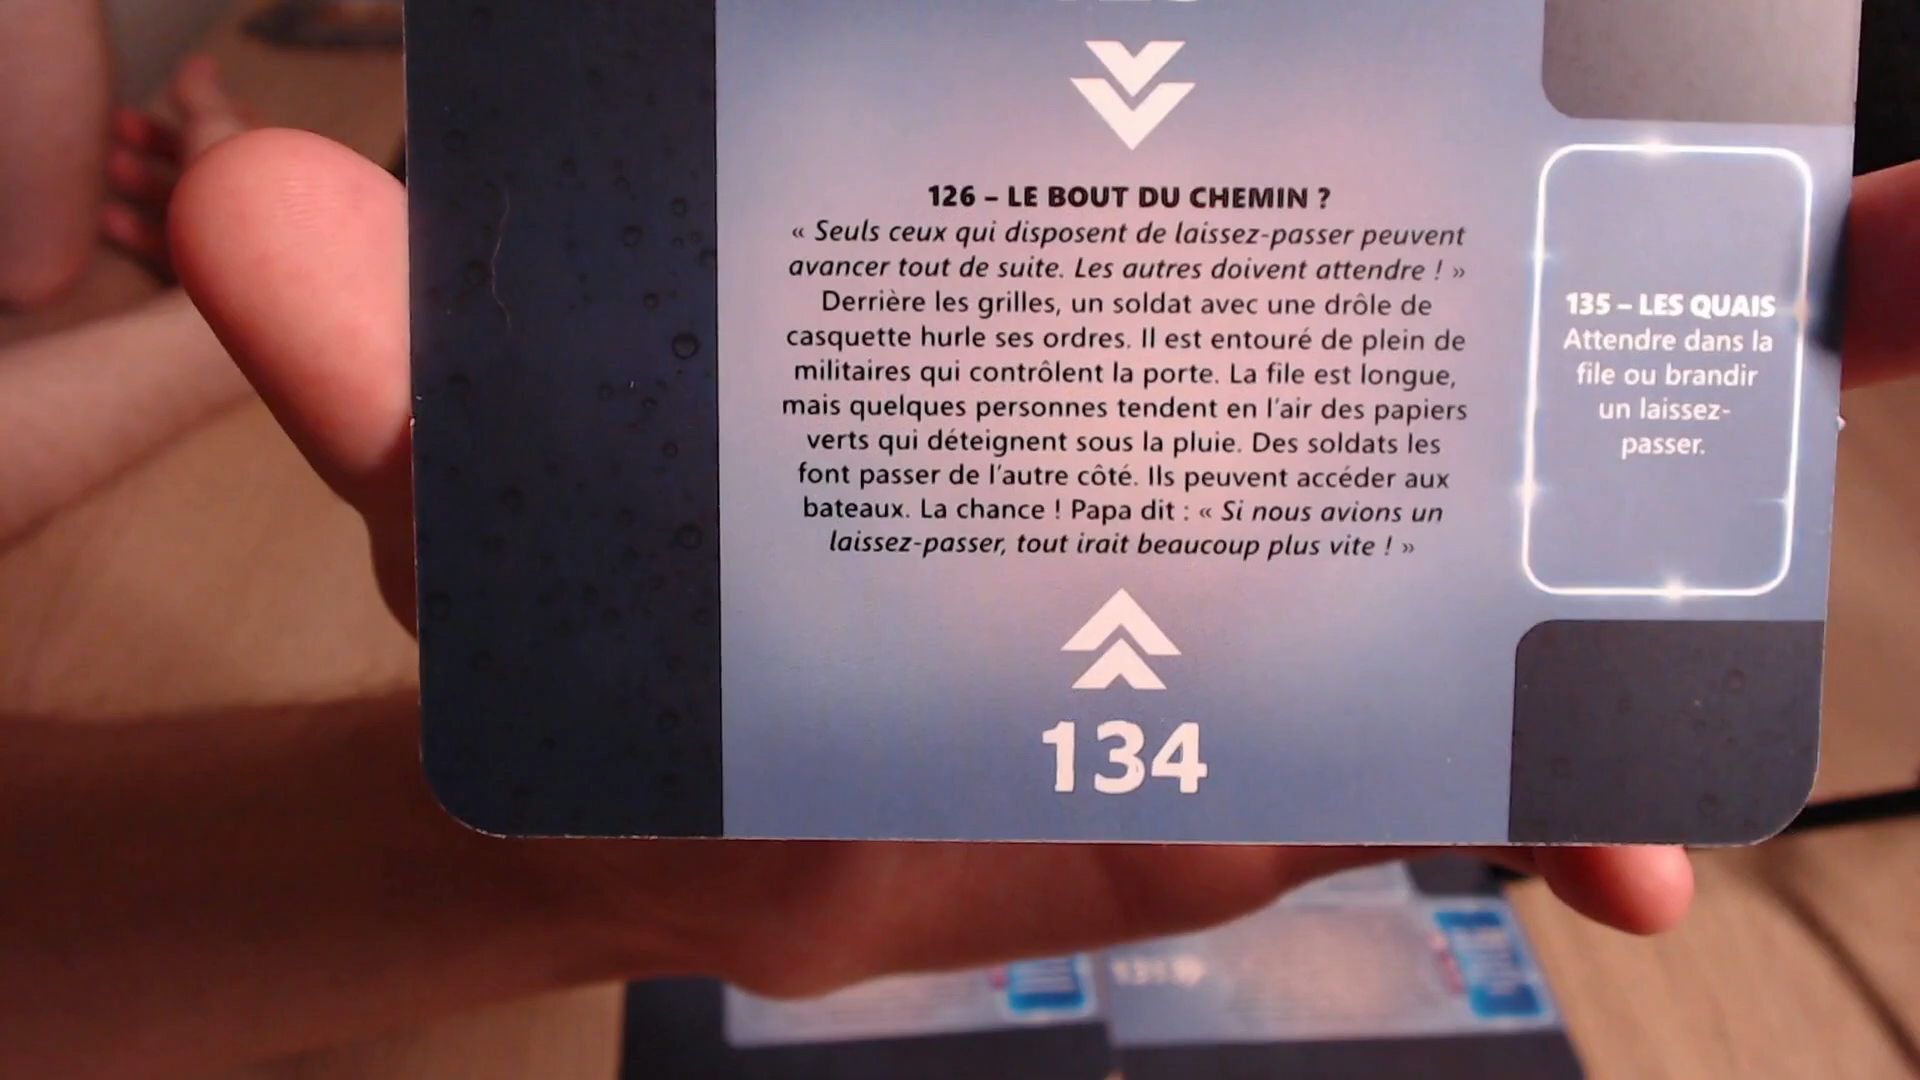 126 – LE BOUT DU CHEMIN ?
« Seuls ceux qui disposent de laissez-passer peuvent
avancer tout de suite. Les autres doivent attendre ! »
Derrière les grilles, un soldat avec une drôle de
casquette hurle ses ordres. Il est entouré de plein de
militaires qui contrôlent la porte. La file est longue,
mais quelques personnes tendent en l'air des papiers
verts qui déteignent sous la pluie. Des soldats les
font passer de l'autre côté. Ils peuvent accéder aux
bateaux. La chance ! Papa dit : « Si nous avions un
laissez-passer, tout irait beaucoup plus vite ! »
134
135 – LES QUAIS
Attendre dans la
file ou brandir
un laissez-
passer.